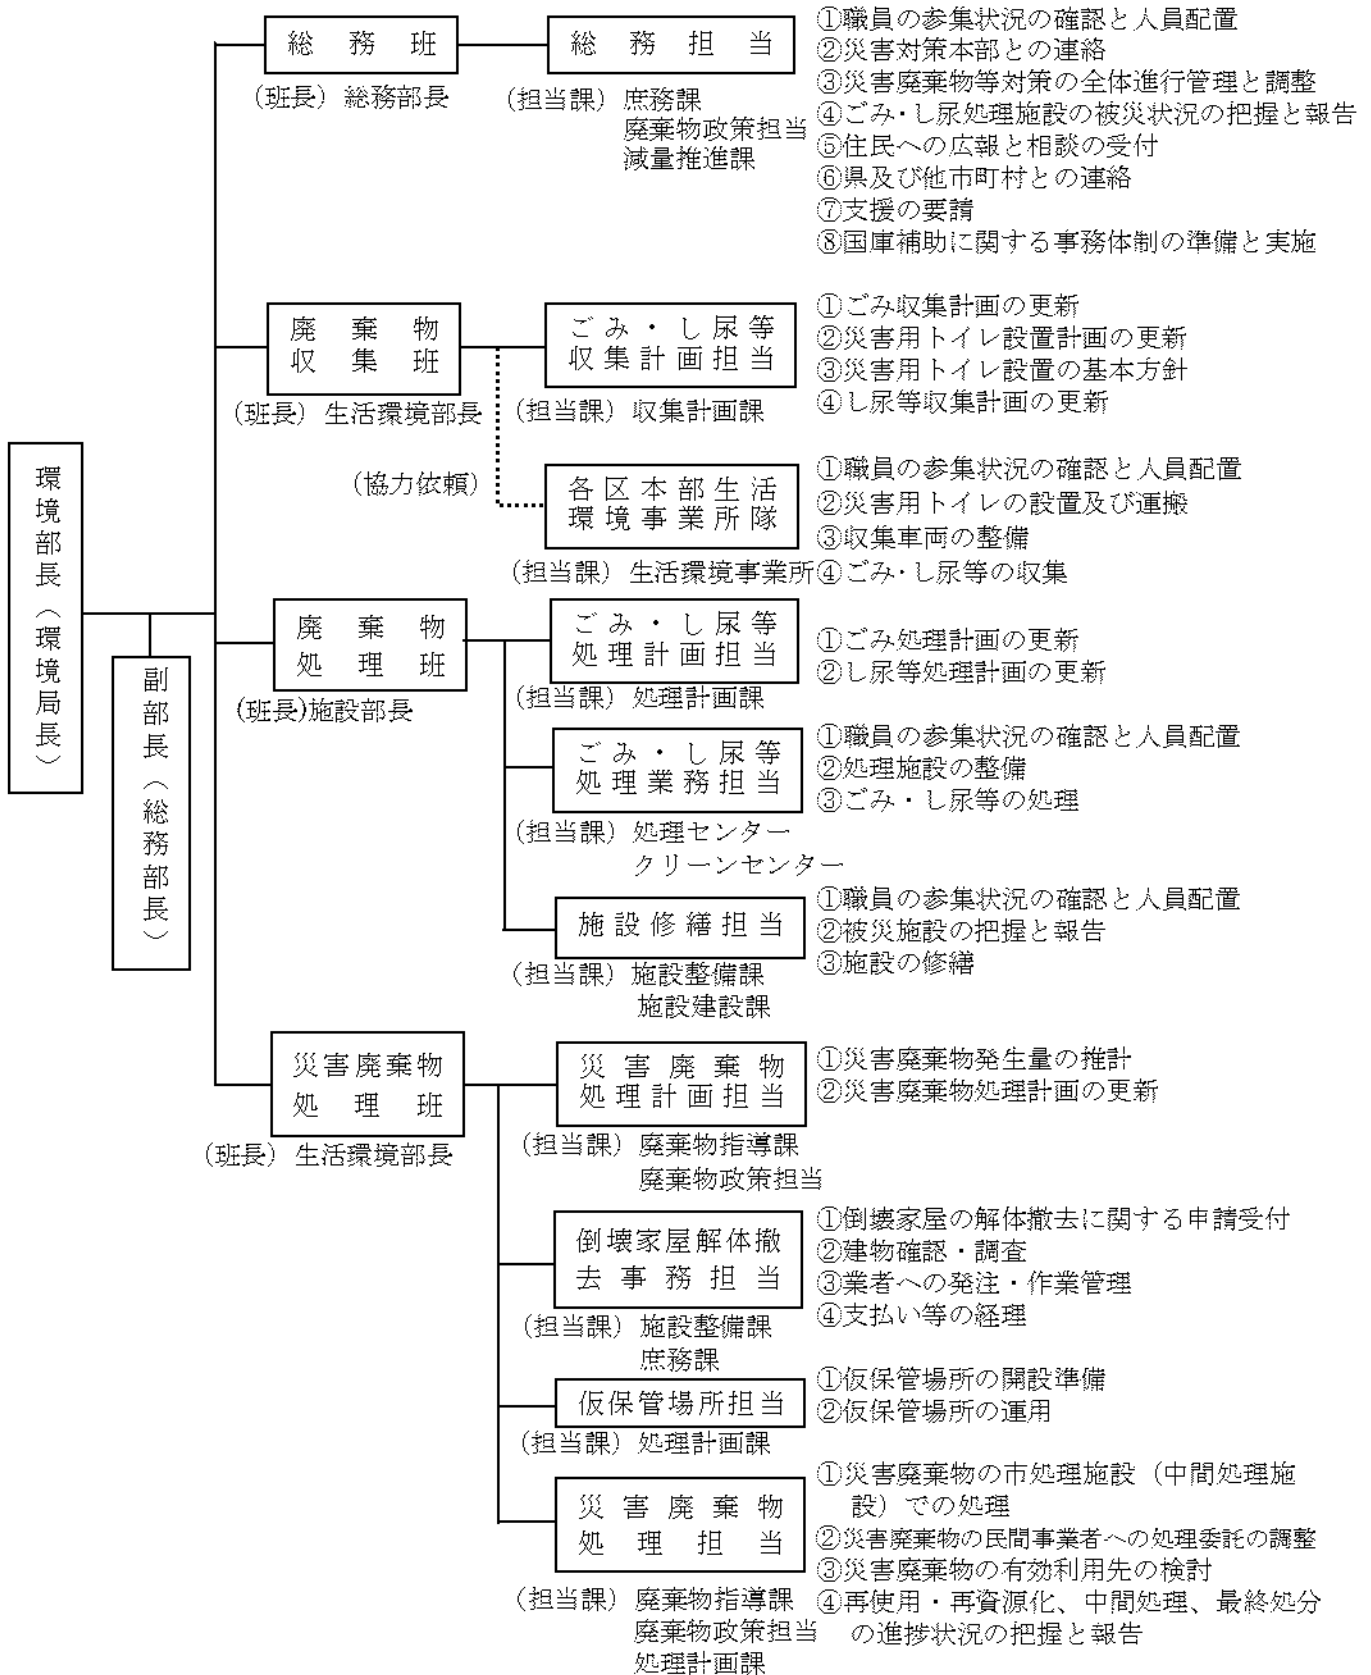 環境部長（環境局長）
副部長（総務部長）
総務班
（班長）総務部長
総務担当
（担当課）庶務課
廃棄物政策担当
減量推進課
①職員の参集状況の確認と人員配置
②災害対策本部との連絡
③災害廃棄物等対策の全体進行管理と調整
④ごみ・し尿処理施設の被災状況の把握と報告
⑤住民への広報と相談の受付
⑥県及び他市町村との連絡
⑦支援の要請
⑧国庫補助に関する事務体制の準備と実施
廃棄物
収集班
（班長）生活環境部長
ごみ・し尿等
収集計画担当
（担当課）収集計画課
①ごみ収集計画の更新
②災害用トイレ設置計画の更新
③災害用トイレ設置の基本方針
④し尿等収集計画の更新
（協力依頼）
各区本部生活
環境事業所隊
（担当課）生活環境事業所
①職員の参集状況の確認と人員配置
②災害用トイレの設置及び運搬
③収集車両の整備
④ごみ・し尿等の収集
廃棄物
処理班
(班長)施設部長
ごみ・し尿等
処理計画担当
（担当課）処理計画課
①ごみ処理計画の更新
②し尿等処理計画の更新
ごみ・し尿等
処理業務担当
（担当課）処理センター
クリーンセンター
①職員の参集状況の確認と人員配置
②処理施設の整備
③ごみ・し尿等の処理
施設修繕担当
（担当課）施設整備課
施設建設課
①職員の参集状況の確認と人員配置
②被災施設の把握と報告
③施設の修繕
災害廃棄物
処理班
（班長）生活環境部長
災害廃棄物
処理計画担当
（担当課）廃棄物指導課
廃棄物政策担当
①災害廃棄物発生量の推計
②災害廃棄物処理計画の更新
倒壊家屋解体撤
去事務担当
（担当課）施設整備課
庶務課
①倒壊家屋の解体撤去に関する申請受付
②建物確認・調査
③業者への発注・作業管理
④支払い等の経理
仮保管場所担当
（担当課）処理計画課
①仮保管場所の開設準備
②仮保管場所の運用
災害廃棄物
処理担当
（担当課）廃棄物指導課
廃棄物政策担当
処理計画課
①災害廃棄物の市処理施設（中間処理施
設）での処理
②災害廃棄物の民間事業者への処理委託の調整
③災害廃棄物の有効利用先の検討
④再使用・再資源化、中間処理、最終処分
の進捗状況の把握と報告